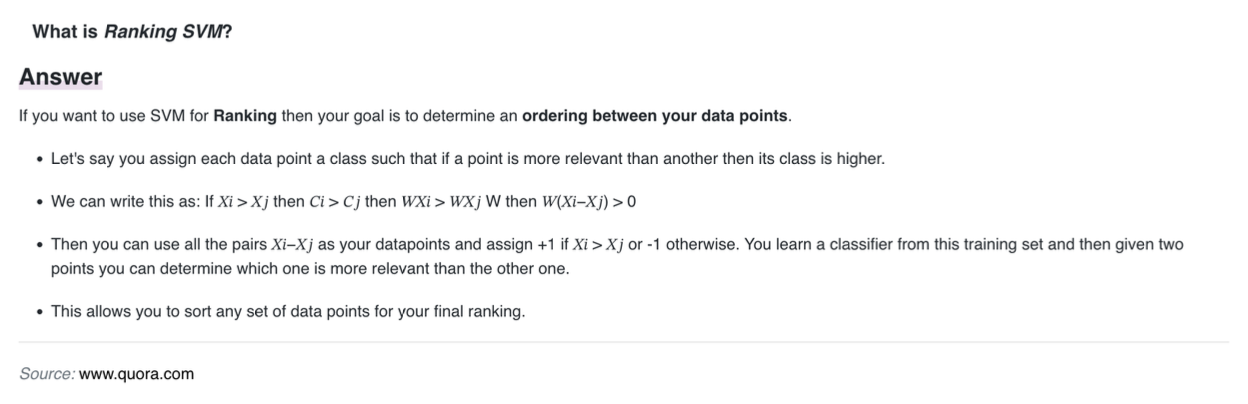 What is Ranking SVM?
Answer
If you want to use SVM for Ranking then your goal is to determine an ordering between your data points.
• Let's say you assign each data point a class such that if a point is more relevant than another then its class is higher.
• We can write this as: If Xi > Xj then Ci > Cj then WXi > WXj W then W(Xi–Xj) > 0
• Then you can use all the pairs Xi–Xj as your datapoints and assign +1 if Xi > Xj or -1 otherwise. You learn a classifier from this training set and then given two
points you can determine which one is more relevant than the other one.
• This allows you to sort any set of data points for your final ranking.
Source: www.quora.com